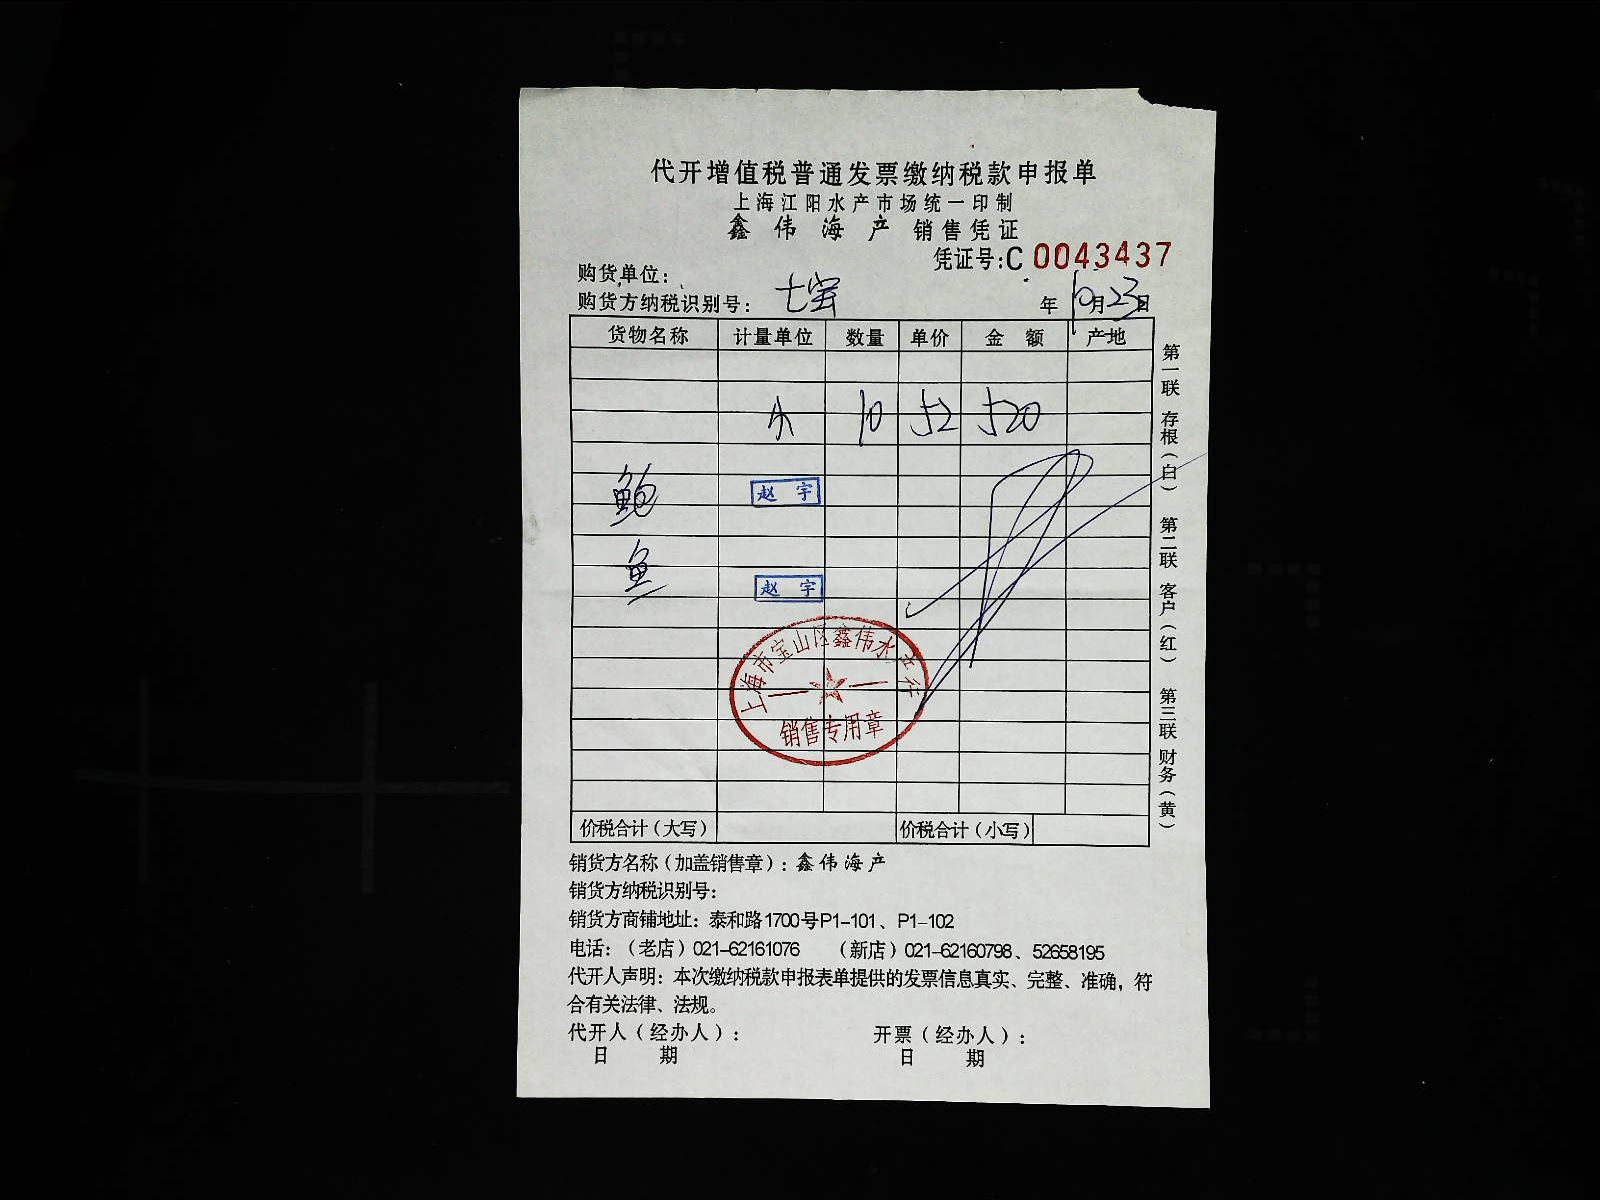 代开增值税普通发票缴纳税款申报单
上海江阳水产市场统一印制
鑫伟海产 销售凭证
凭证号:C 0043437
购货单位:
购货方纳税识别号: 七宝 年10月23日
货物名称 计量单位 数量 单价 金额 产地
小 10 52 520
鲍 赵宇
鱼 赵宇
上海市宝山区鑫伟水产行
销售专用章
价税合计(大写) 价税合计(小写)
第一联 存根(白) 第二联 客户(红) 第三联 财务(黄)
销货方名称(加盖销售章):鑫伟海产
销货方纳税识别号:
销货方商铺地址:泰和路1700号P1-101、P1-102
电话:(老店)021-62161076 (新店)021-62160798、52658195
代开人声明:本次缴纳税款申报表单提供的发票信息真实、完整、准确,符
合有关法律、法规。
代开人(经办人): 开票(经办人):
日期 日期